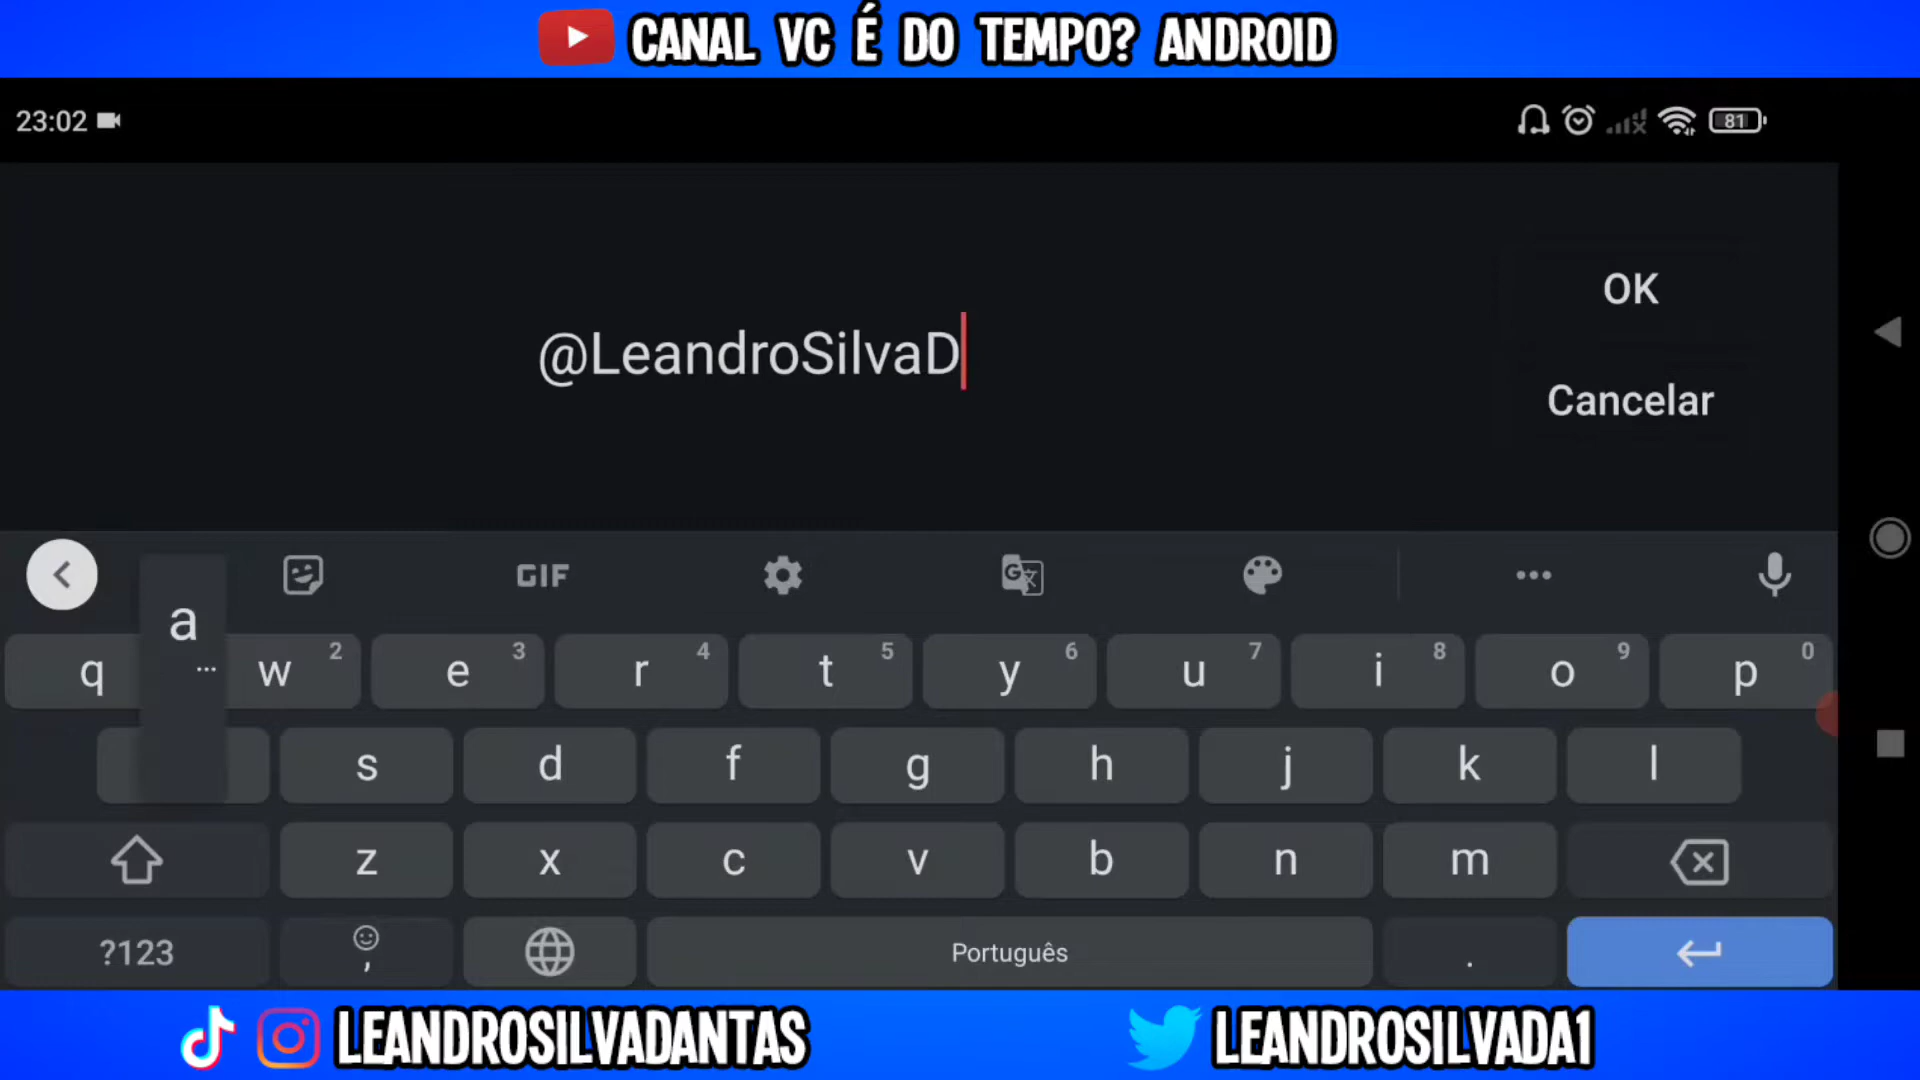 CANAL VC É DO TEMPO? ANDROID
23:02
81
OK
@LeandroSilvaD
Cancelar
GIF
a
q w 2 e 3 r 4 t 5 y 6 u 7 i 8 o 9 p 0
s d f g h j k l
z x c v b n m
?123 , Português .
LEANDROSILVADANTAS LEANDROSILVADA1